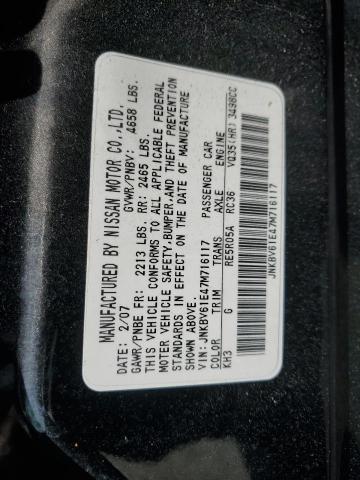 MANUFACTURED BY NISSAN MOTOR CO.,LTD.
DATE: 2/07 GVWR/PNBV: 4658 LBS.
GAWR/PNBE FR: 2213 LBS. RR: 2465 LBS.
THIS VEHICLE CONFORMS TO ALL APPLICABLE FEDERAL
MOTOR VEHICLE SAFETY,BUMPER,AND THEFT PREVENTION
STANDARDS IN EFFECT ON THE DATE OF MANUFACTURE
SHOWN ABOVE.
VIN:JNKBV61E47M716117 PASSENGER CAR
COLOR TRIM TRANS AXLE ENGINE
KH3 G RE5R05A RC36 VQ35(HR) 3498CC
JNKBV61E47M716117